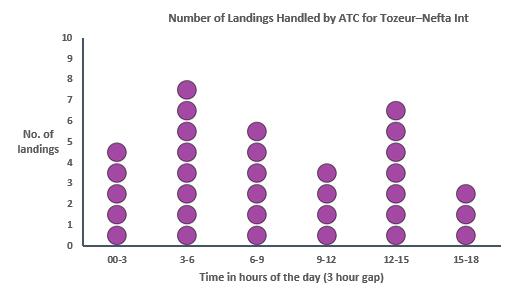 Number of Landings Handled by ATC for Tozeur–Nefta Int
10
9
8
7
6
5
4
3
2
1
0
No. of
landings
00-3 3-6 6-9 9-12 12-15 15-18
Time in hours of the day (3 hour gap)